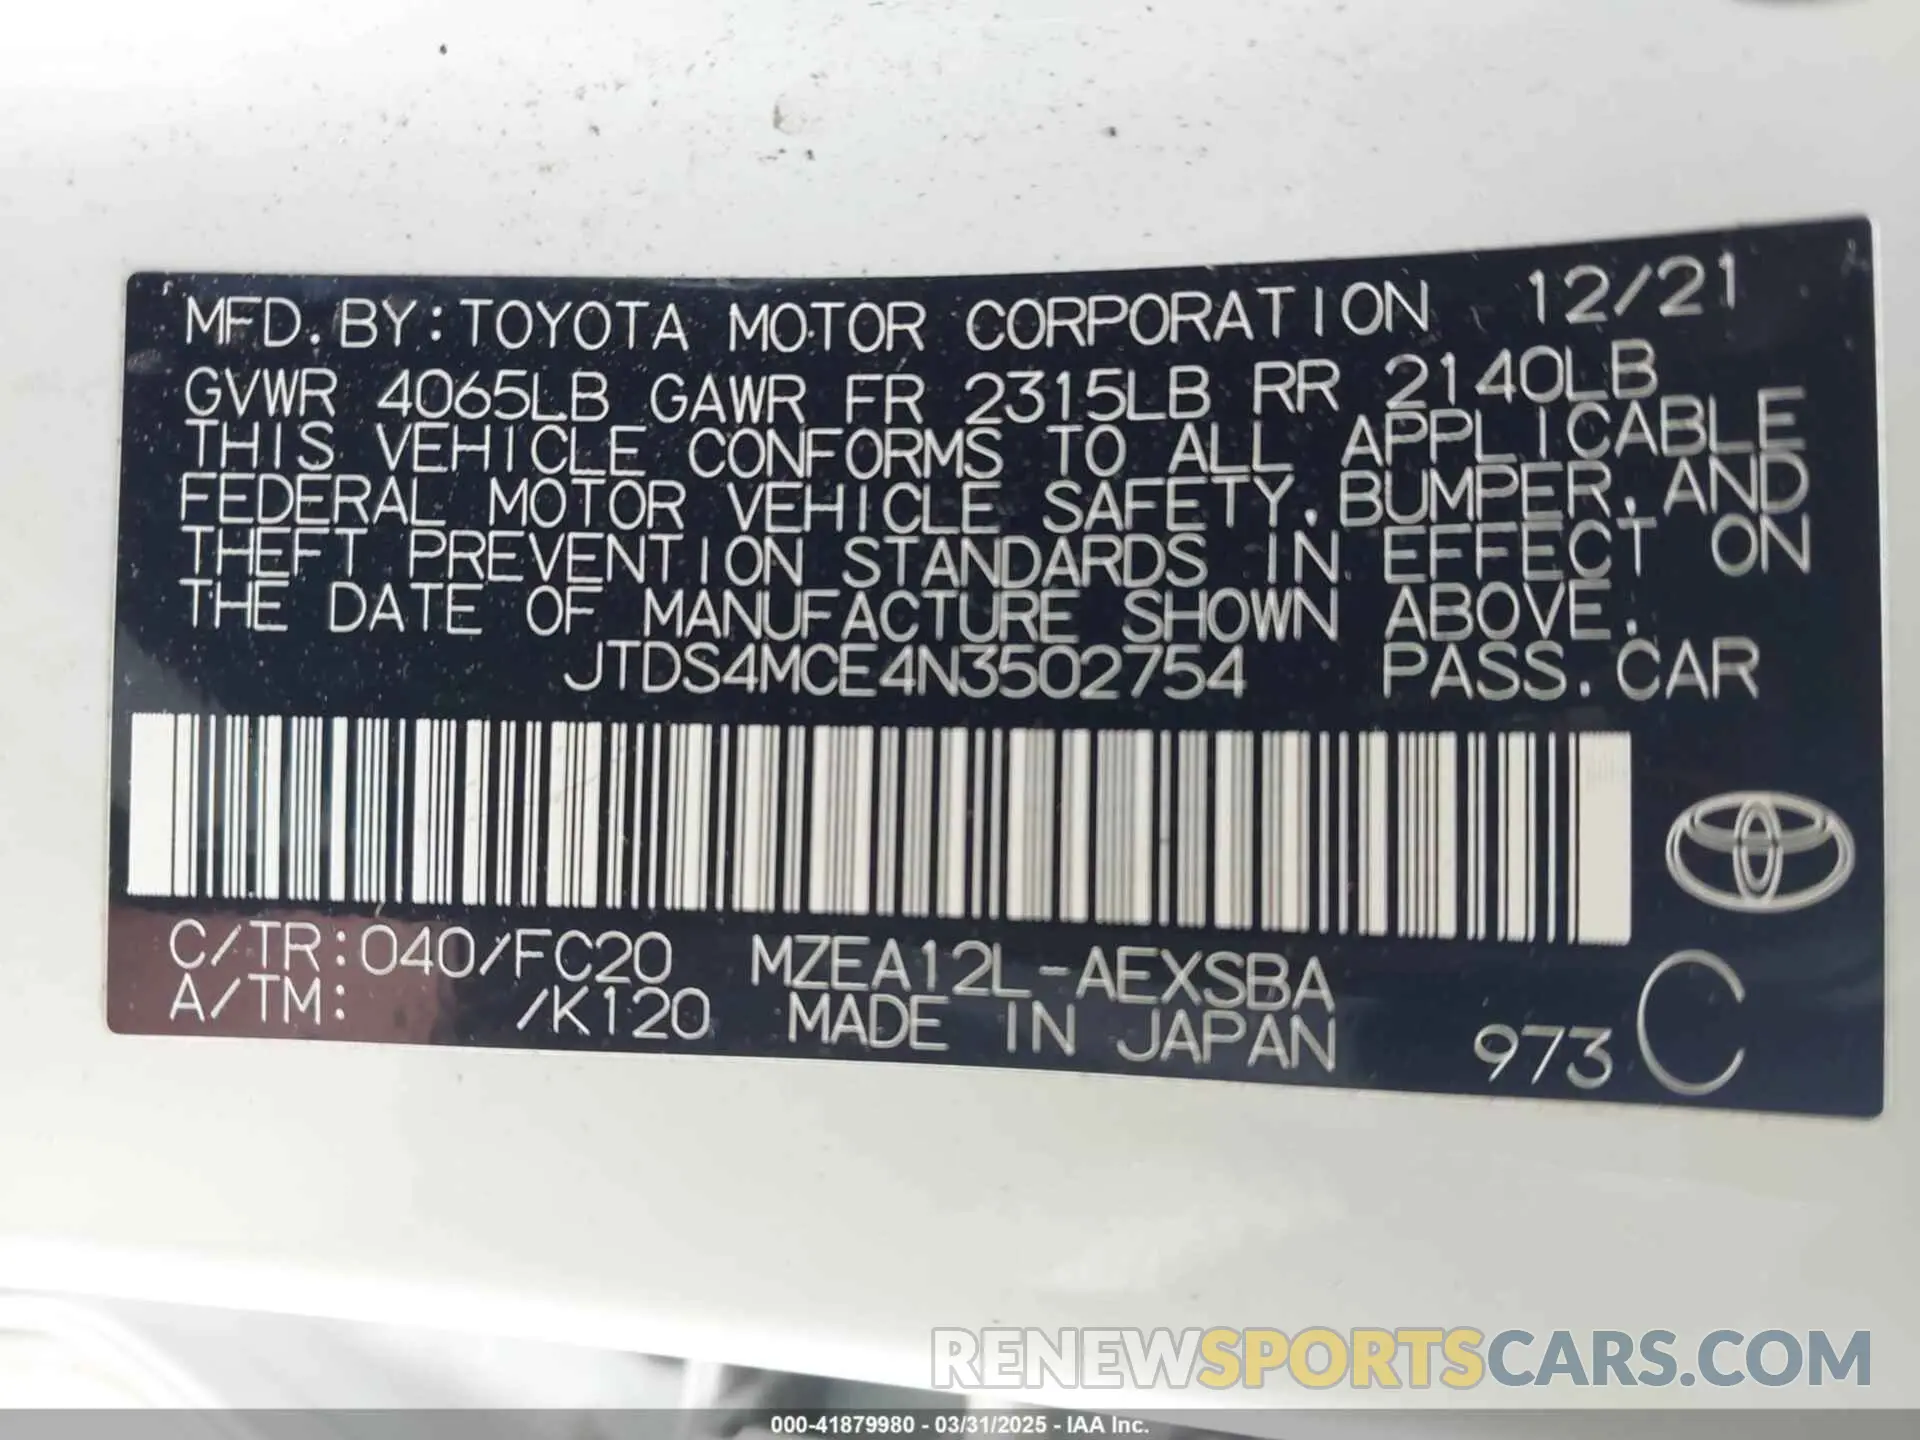 MFD.BY:TOYOTA MOTOR CORPORATION 12/21
GVWR 4065LB GAWR FR 2315LB RR 2140LB
THIS VEHICLE CONFORMS TO ALL APPLICABLE
FEDERAL MOTOR VEHICLE SAFETY, BUMPER, AND
THEFT PREVENTION STANDARDS IN EFFECT ON
THE DATE OF MANUFACTURE SHOWN ABOVE.
JTDS4MCE4N3502754 PASS.CAR
C/TR:040/FC20 MZEA12L-AEXSBA
A/TM: /K120 MADE IN JAPAN 973 C
RENEWSPORTSCARS.COM
000-41879980 - 03/31/2025 - IAA Inc.